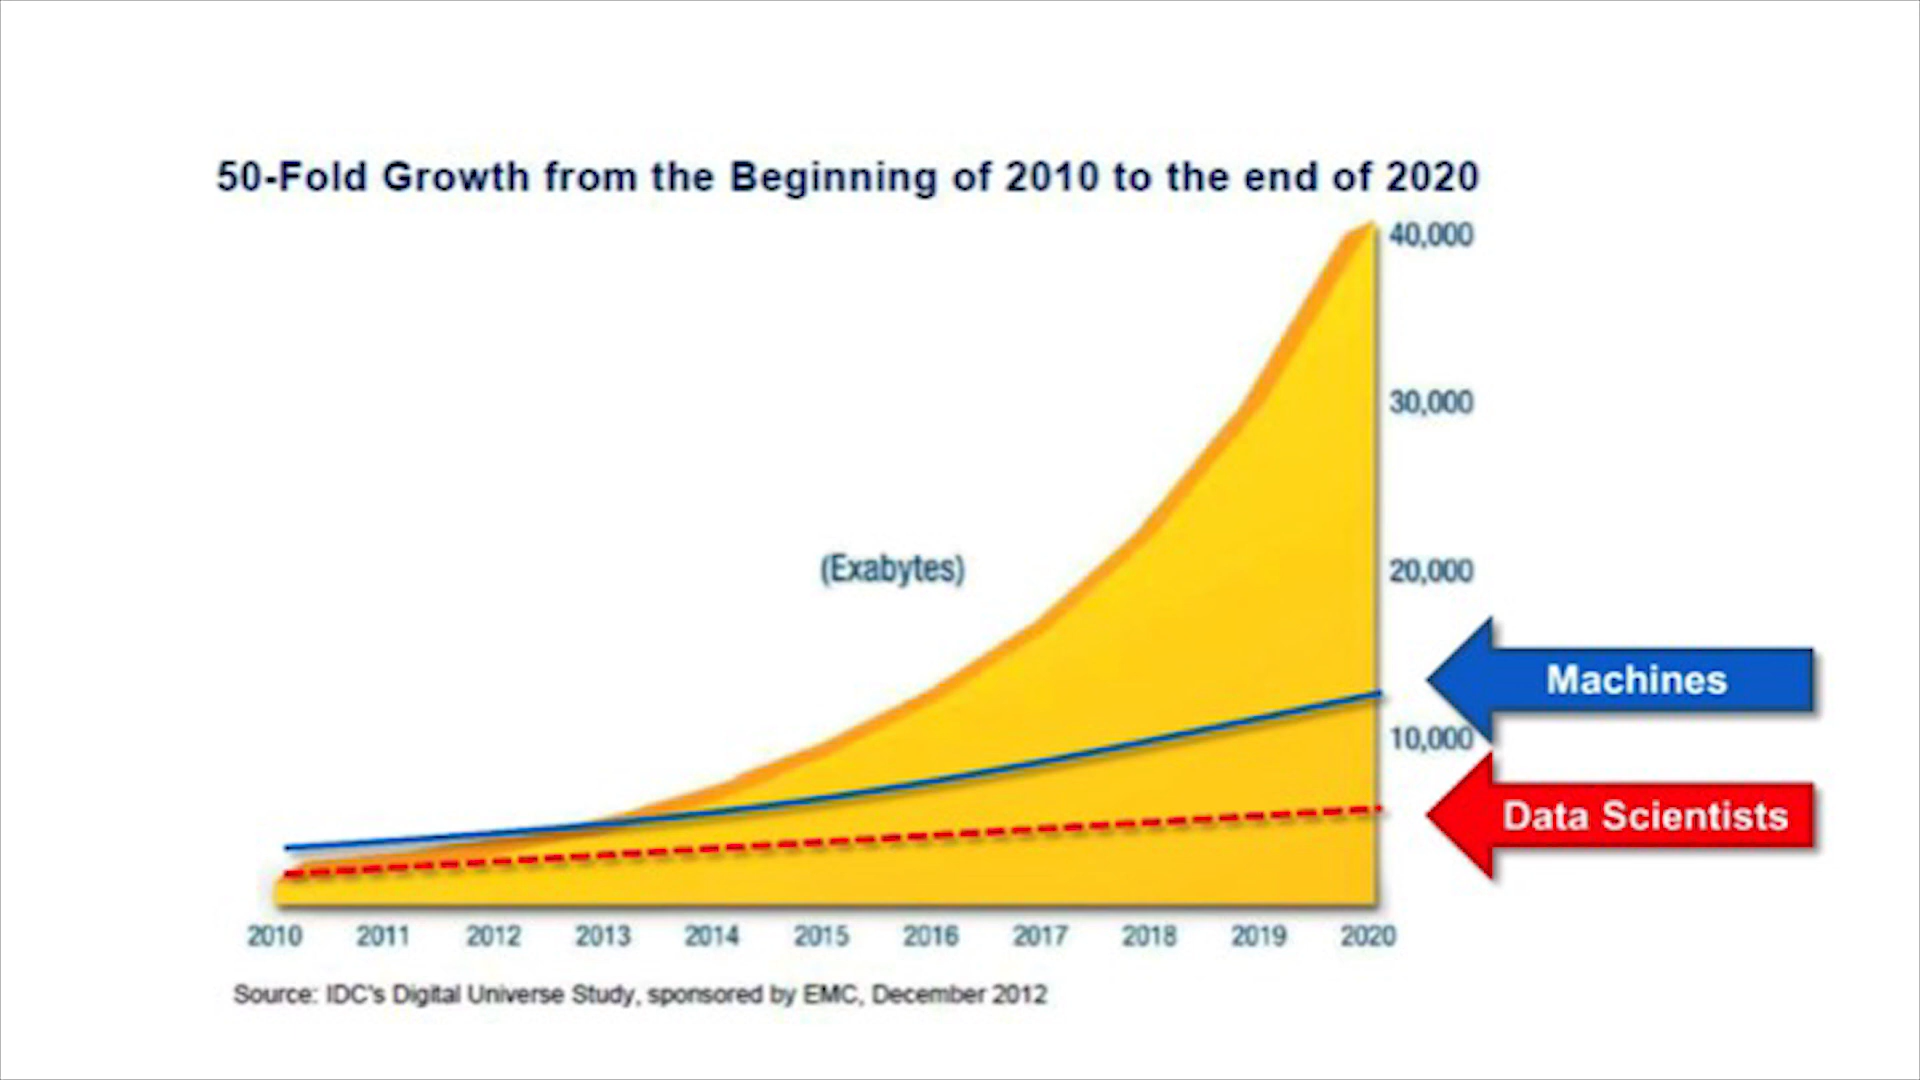 50-Fold Growth from the Beginning of 2010 to the end of 2020
40,000
30,000
(Exabytes)
20,000
Machines
10,000
Data Scientists
2010 2011 2012 2013 2014 2015 2016 2017 2018 2019 2020
Source: IDC's Digital Universe Study, sponsored by EMC, December 2012